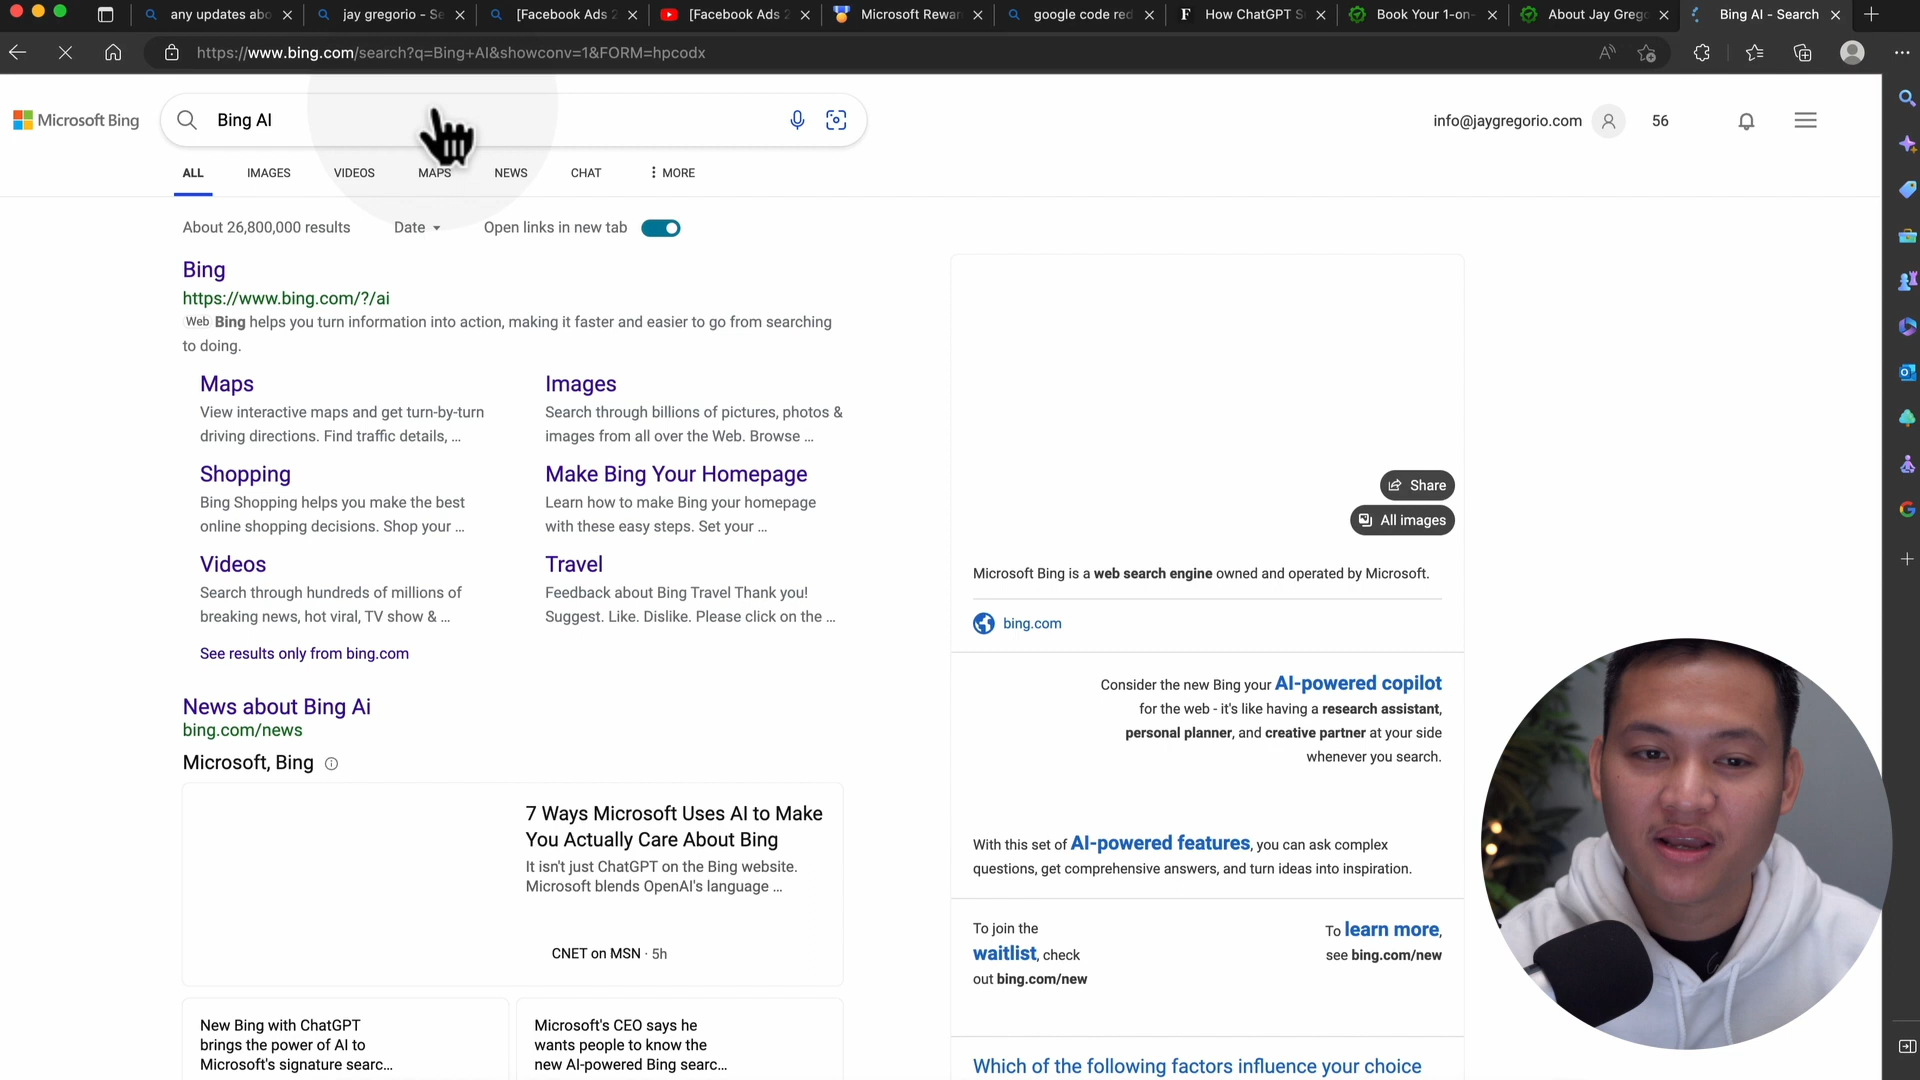 any updates abo
jay gregorio - Se
[Facebook Ads 2
[Facebook Ads 2
Microsoft Rewar
google code red
How ChatGPT S
Book Your 1-on-
About Jay Grego
Bing AI - Search
https://www.bing.com/search?q=Bing+AI&showconv=1&FORM=hpcodx
Microsoft Bing
Bing AI
info@jaygregorio.com
56
ALL
IMAGES
VIDEOS
MAPS
NEWS
CHAT
MORE
About 26,800,000 results
Date
Open links in new tab
Bing
https://www.bing.com/?/ai
Web Bing helps you turn information into action, making it faster and easier to go from searching
to doing.
Maps
View interactive maps and get turn-by-turn
driving directions. Find traffic details, ...
Images
Search through billions of pictures, photos &
images from all over the Web. Browse ...
Shopping
Bing Shopping helps you make the best
online shopping decisions. Shop your ...
Make Bing Your Homepage
Learn how to make Bing your homepage
with these easy steps. Set your ...
Videos
Search through hundreds of millions of
breaking news, hot viral, TV show & ...
Travel
Feedback about Bing Travel Thank you!
Suggest. Like. Dislike. Please click on the ...
See results only from bing.com
News about Bing Ai
bing.com/news
Microsoft, Bing
7 Ways Microsoft Uses AI to Make
You Actually Care About Bing
It isn't just ChatGPT on the Bing website.
Microsoft blends OpenAI's language ...
CNET on MSN · 5h
New Bing with ChatGPT
brings the power of AI to
Microsoft's signature searc...
Microsoft's CEO says he
wants people to know the
new AI-powered Bing searc...
Share
All images
Microsoft Bing is a web search engine owned and operated by Microsoft.
bing.com
Consider the new Bing your AI-powered copilot
for the web - it's like having a research assistant,
personal planner, and creative partner at your side
whenever you search.
With this set of AI-powered features, you can ask complex
questions, get comprehensive answers, and turn ideas into inspiration.
To join the
waitlist, check
out bing.com/new
To learn more,
see bing.com/new
Which of the following factors influence your choice